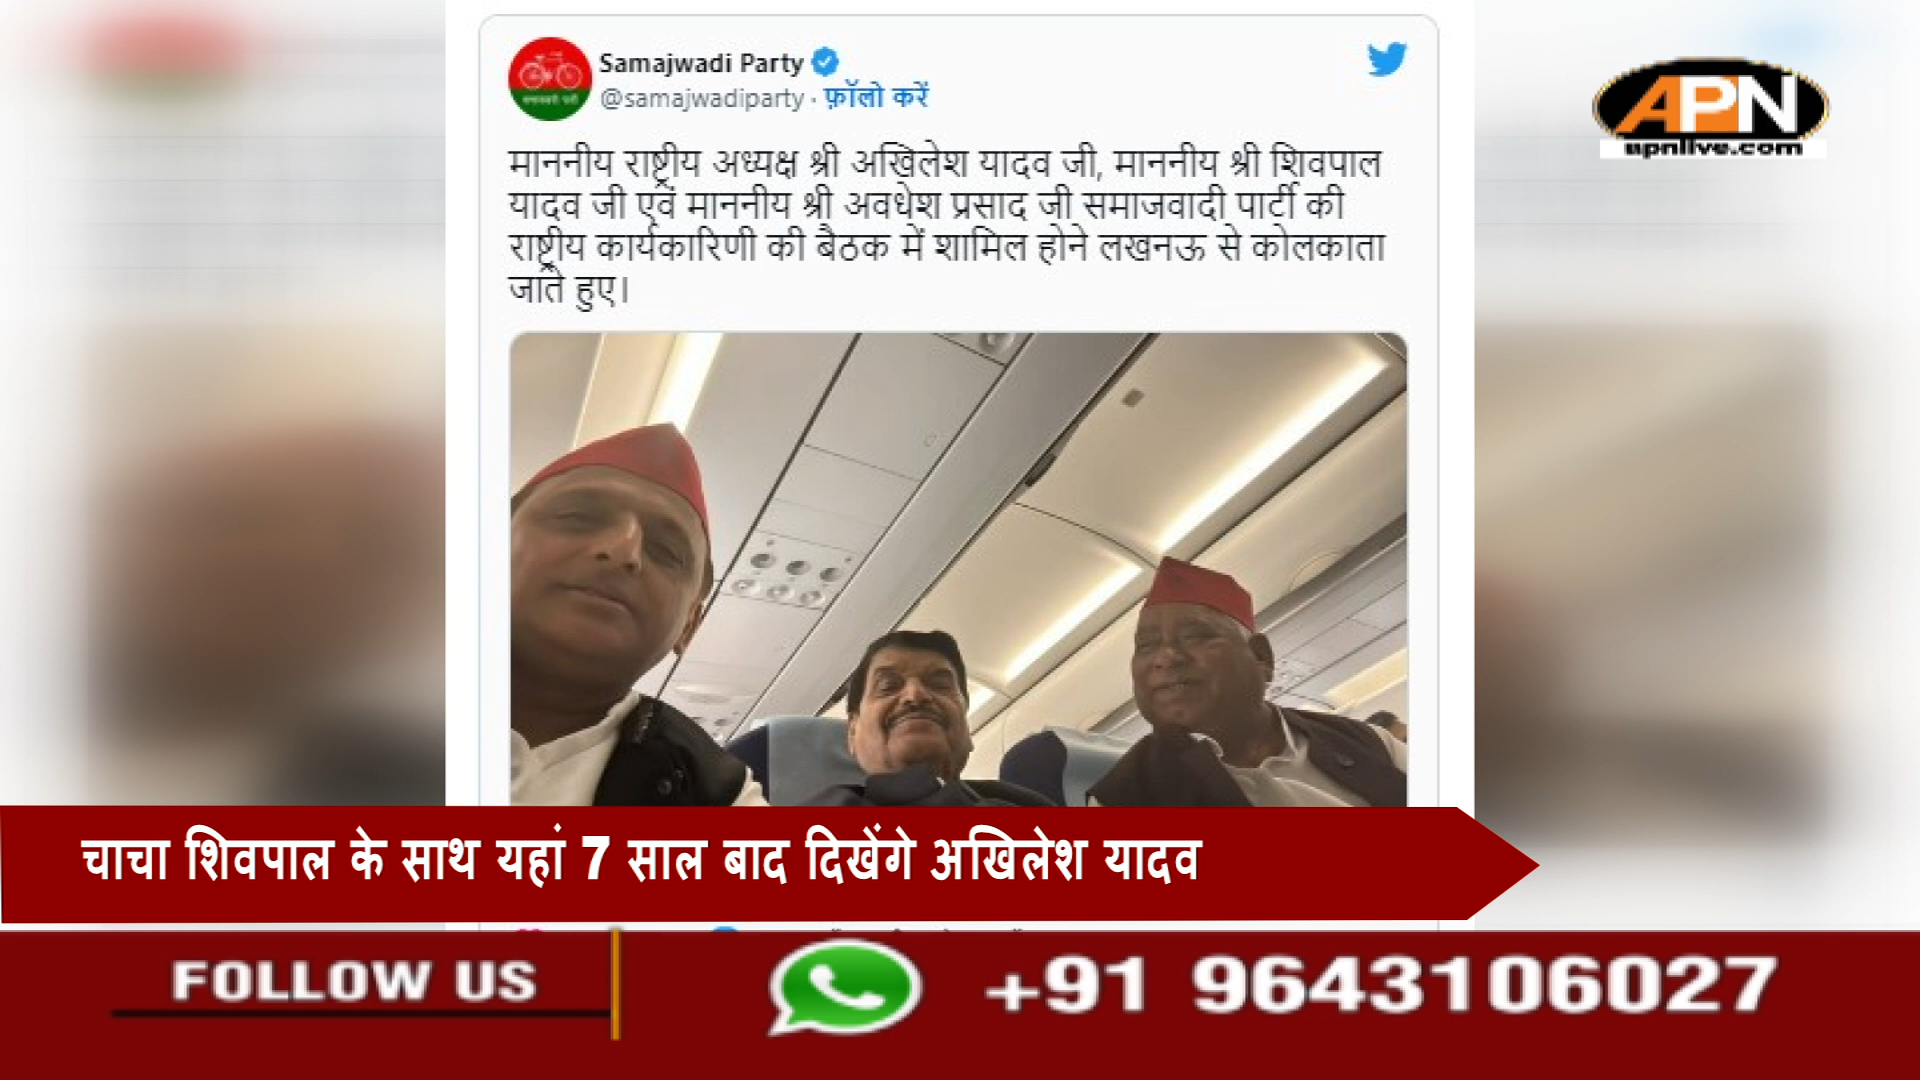 Samajwadi Party
@samajwadiparty · फ़ॉलो करें
APN
apnlive.com
माननीय राष्ट्रीय अध्यक्ष श्री अखिलेश यादव जी, माननीय श्री शिवपाल
यादव जी एवं माननीय श्री अवधेश प्रसाद जी समाजवादी पार्टी की
राष्ट्रीय कार्यकारिणी की बैठक में शामिल होने लखनऊ से कोलकाता
जाते हुए।
चाचा शिवपाल के साथ यहां 7 साल बाद दिखेंगे अखिलेश यादव
FOLLOW US
+91 9643106027